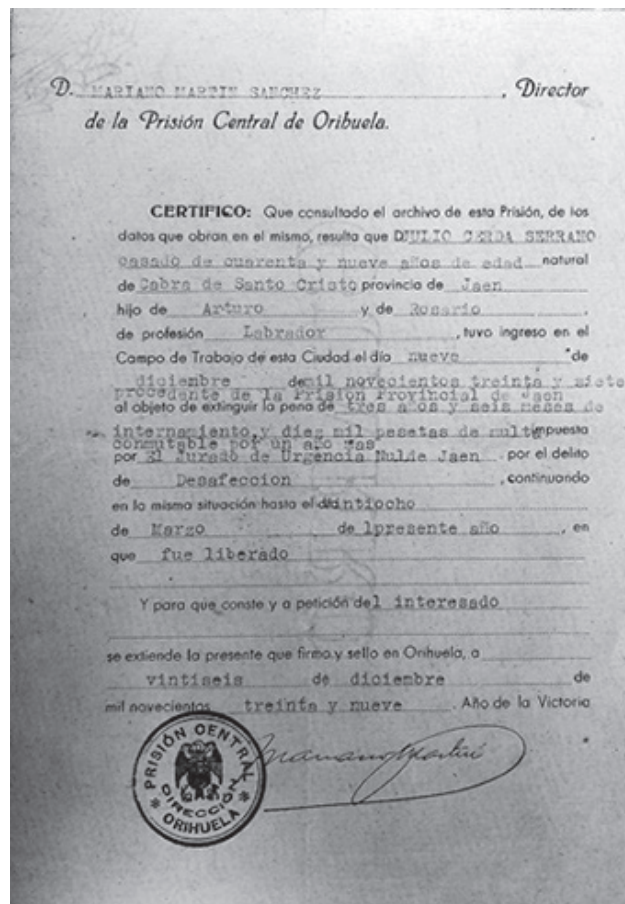 D. MARIANO MARTIN SANCHEZ , Director
de la Prisión Central de Orihuela.
CERTIFICO: Que consultado el archivo de esta Prisión, de los
datos que obran en el mismo, resulta que D JULIO CERDA SERRANO
casado de cuarenta y nueve años de edad natural
de Cabra de Santo Cristo provincia de Jaen
hijo de Arturo y de Rosario ,
de profesión Labrador , tuvo ingreso en el
Campo de Trabajo de esta Ciudad el día nueve de
diciembre de mil novecientos treinta y siete
procedente de la Prision Provincial de Jaen
al objeto de extinguir la pena de tres años y seis meses de
internamiento, y diez mil pesetas de multa impuesta
conmutable por un año mas
por El Jurado de Urgencia Nu1de Jaen por el delito
de Desafeccion , continuando
en la misma situación hasta el día
de Marzo de lpresente año , en
que fue liberado
Y para que conste y a petición del interesado
se extiende la presente que firmo y sello en Orihuela, a
vintiseis de diciembre de
mil novecientos treinta y nueve . Año de la Victoria
PRISIÓN CENTRAL
DIRECCIÓN
ORIHUELA
Mariano Martin